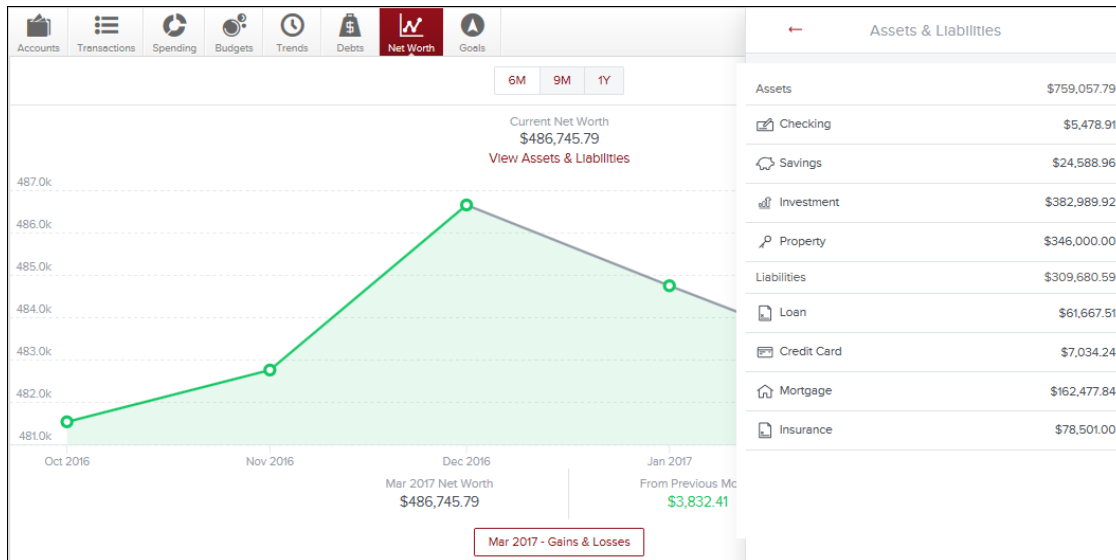 Accounts
Transactions
Spending
Budgets
Trends
Debts
Net Worth
Goals
6M
9M
1Y
Current Net Worth
$486,745.79
View Assets & Liabilities
487.0k
486.0k
485.0k
484.0k
483.0k
482.0k
481.0k
Oct 2016
Nov 2016
Dec 2016
Jan 2017
Mar 2017 Net Worth
$486,745.79
From Previous Mo
$3,832.41
Mar 2017 - Gains & Losses
←
Assets & Liabilities
Assets $759,057.79
Checking $5,478.91
Savings $24,588.96
Investment $382,989.92
Property $346,000.00
Liabilities $309,680.59
Loan $61,667.51
Credit Card $7,034.24
Mortgage $162,477.84
Insurance $78,501.00